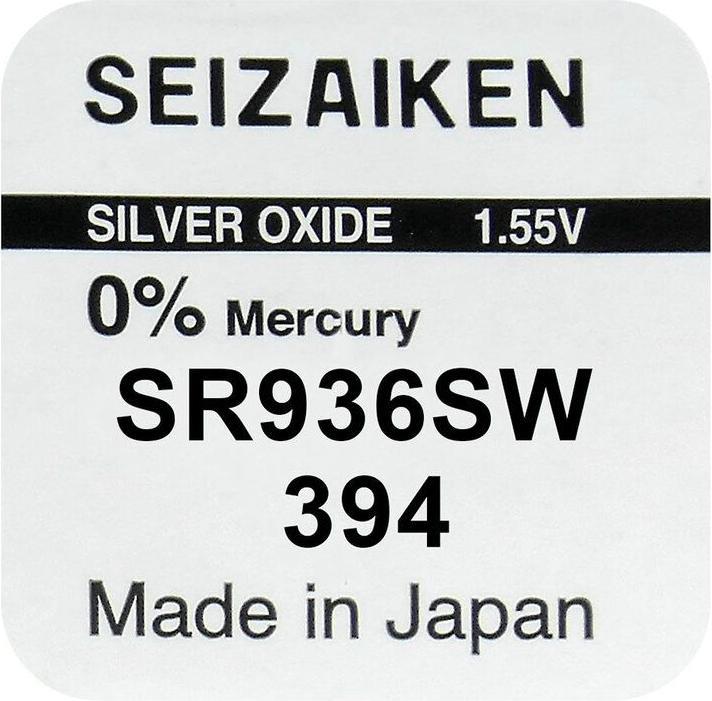 SEIZAIKEN
SILVER OXIDE 1.55V
0% Mercury
SR936SW
394
Made in Japan